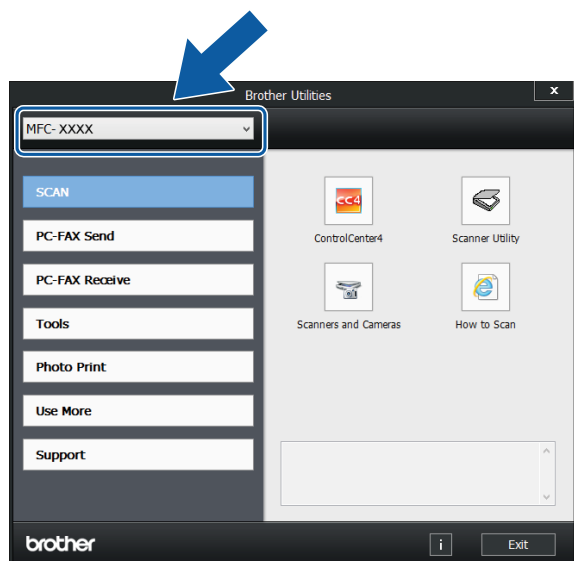 Brother Utilities
x
MFC- XXXX
SCAN
PC-FAX Send
PC-FAX Receive
Tools
Photo Print
Use More
Support
CC4
ControlCenter4
Scanner Utility
Scanners and Cameras
How to Scan
brother
i
Exit